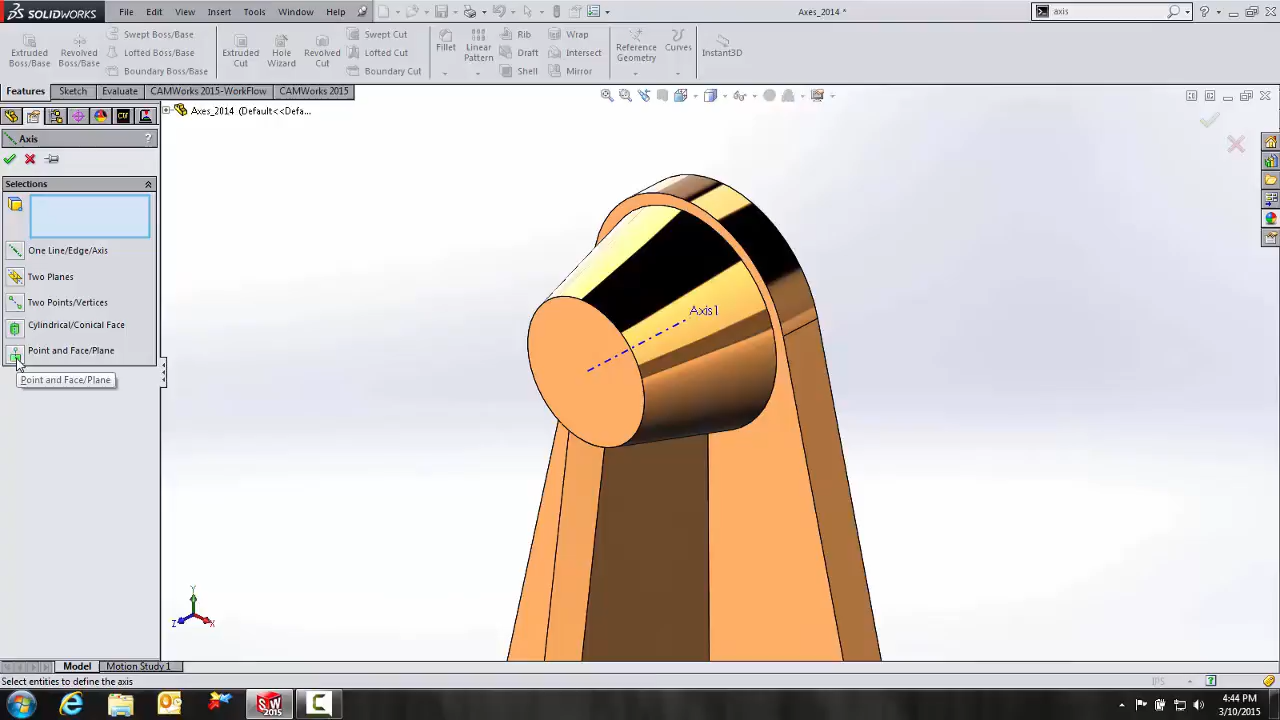 SOLIDWORKS File Edit View Insert Tools Window Help Axes_2014 * axis
Extruded Boss/Base
Revolved Boss/Base
Swept Boss/Base
Lofted Boss/Base
Boundary Boss/Base
Extruded Cut
Hole Wizard
Revolved Cut
Swept Cut
Lofted Cut
Boundary Cut
Fillet
Linear Pattern
Rib
Draft
Shell
Wrap
Intersect
Mirror
Reference Geometry
Curves
Instant3D
Features Sketch Evaluate CAMWorks 2015-WorkFlow CAMWorks 2015
Axes_2014 (Default<<Defa...
Axis ?
Selections
One Line/Edge/Axis
Two Planes
Two Points/Vertices
Cylindrical/Conical Face
Point and Face/Plane
Point and Face/Plane
Axis1
Y
Z X
Model Motion Study 1
Select entities to define the axis IPS
SW
2015
4:44 PM
3/10/2015